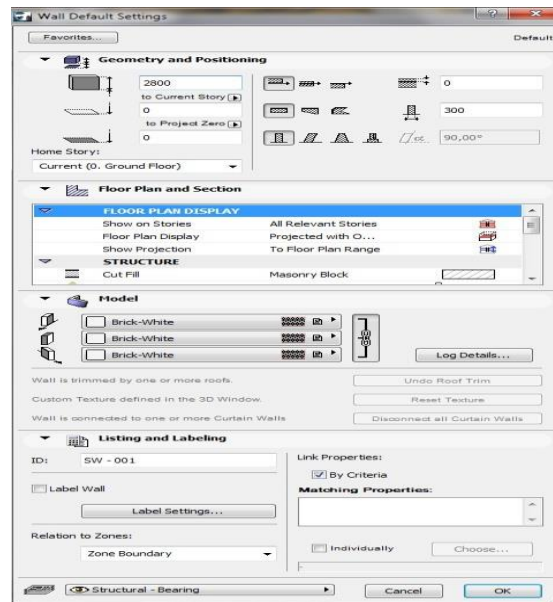 Wall Default Settings
Favorites...
Default
Geometry and Positioning
2800
to Current Story
0
to Project Zero
0
Home Story:
Current (0. Ground Floor)
0
300
90,00°
Floor Plan and Section
FLOOR PLAN DISPLAY
Show on Stories All Relevant Stories
Floor Plan Display Projected with O...
Show Projection To Floor Plan Range
STRUCTURE
Cut Fill Masonry Block
Model
Brick-White
Brick-White
Brick-White
Log Details...
Wall is trimmed by one or more roofs. Undo Roof Trim
Custom Texture defined in the 3D Window. Reset Texture
Wall is connected to one or more Curtain Walls Disconnect all Curtain Walls
Listing and Labeling
ID: SW - 001
Label Wall
Label Settings...
Relation to Zones:
Zone Boundary
Link Properties:
By Criteria
Matching Properties:
Individually Choose...
Structural - Bearing
Cancel OK